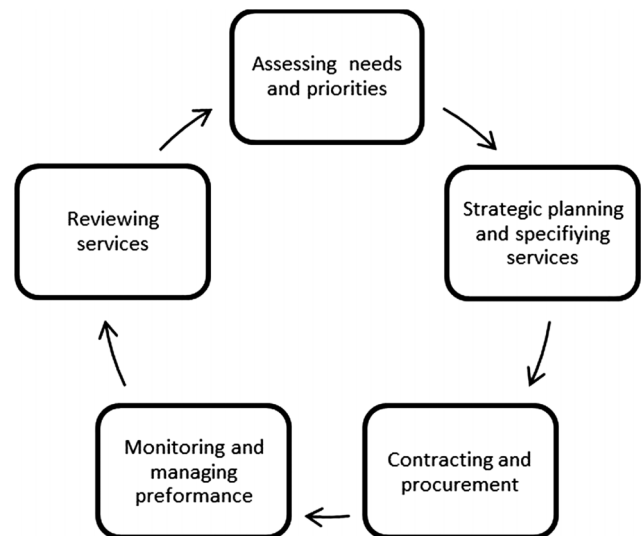 Assessing needs
and priorities
Strategic planning
and specifiying
services
Contracting and
procurement
Monitoring and
managing
preformance
Reviewing
services